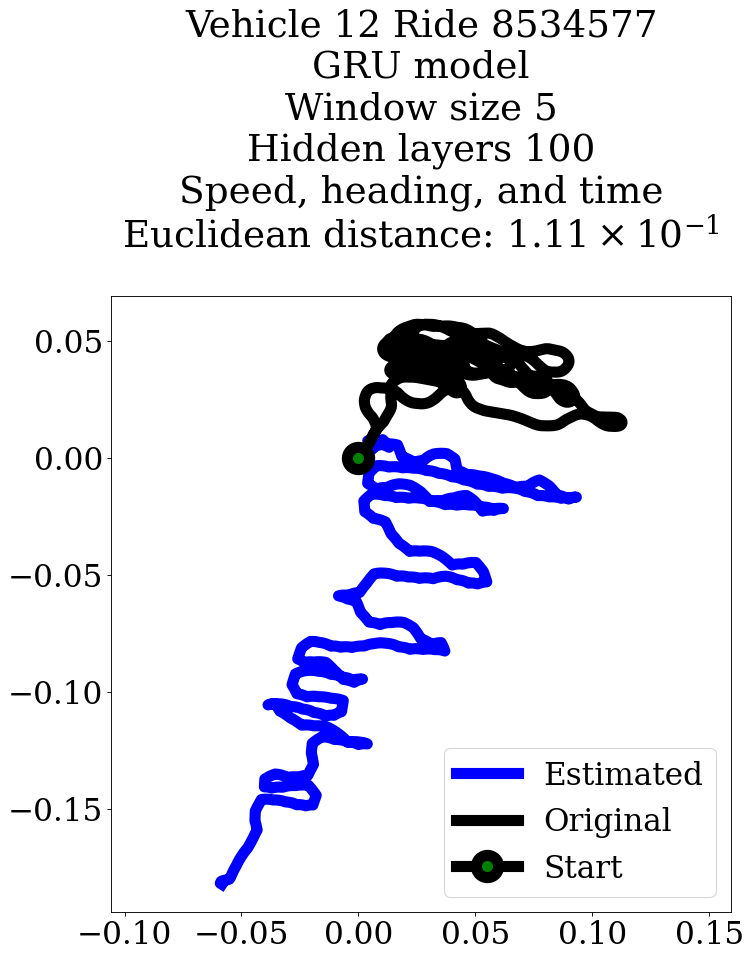 Vehicle 12 Ride 8534577
GRU model
Window size 5
Hidden layers 100
Speed, heading, and time
Euclidean distance: 1.11 × 10⁻¹
0.05
0.00
−0.05
−0.10
−0.15
Estimated
Original
Start
−0.10 −0.05 0.00 0.05 0.10 0.15